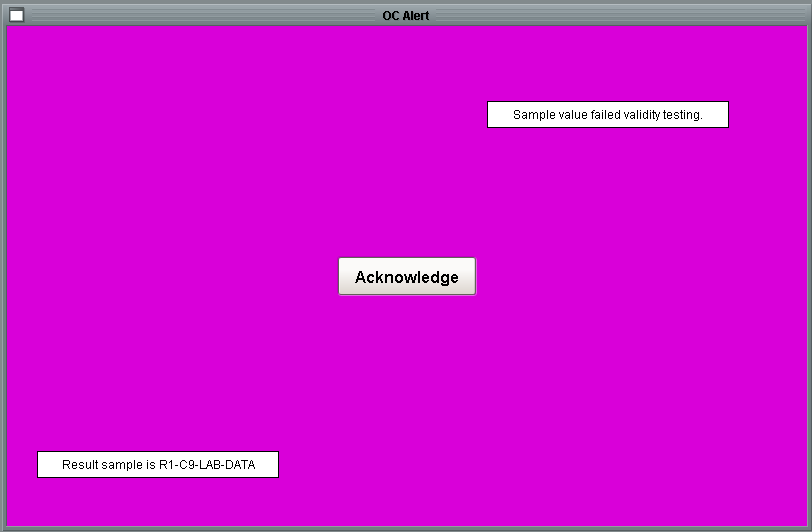 OC Alert
Sample value failed validity testing.
Acknowledge
Result sample is R1-C9-LAB-DATA